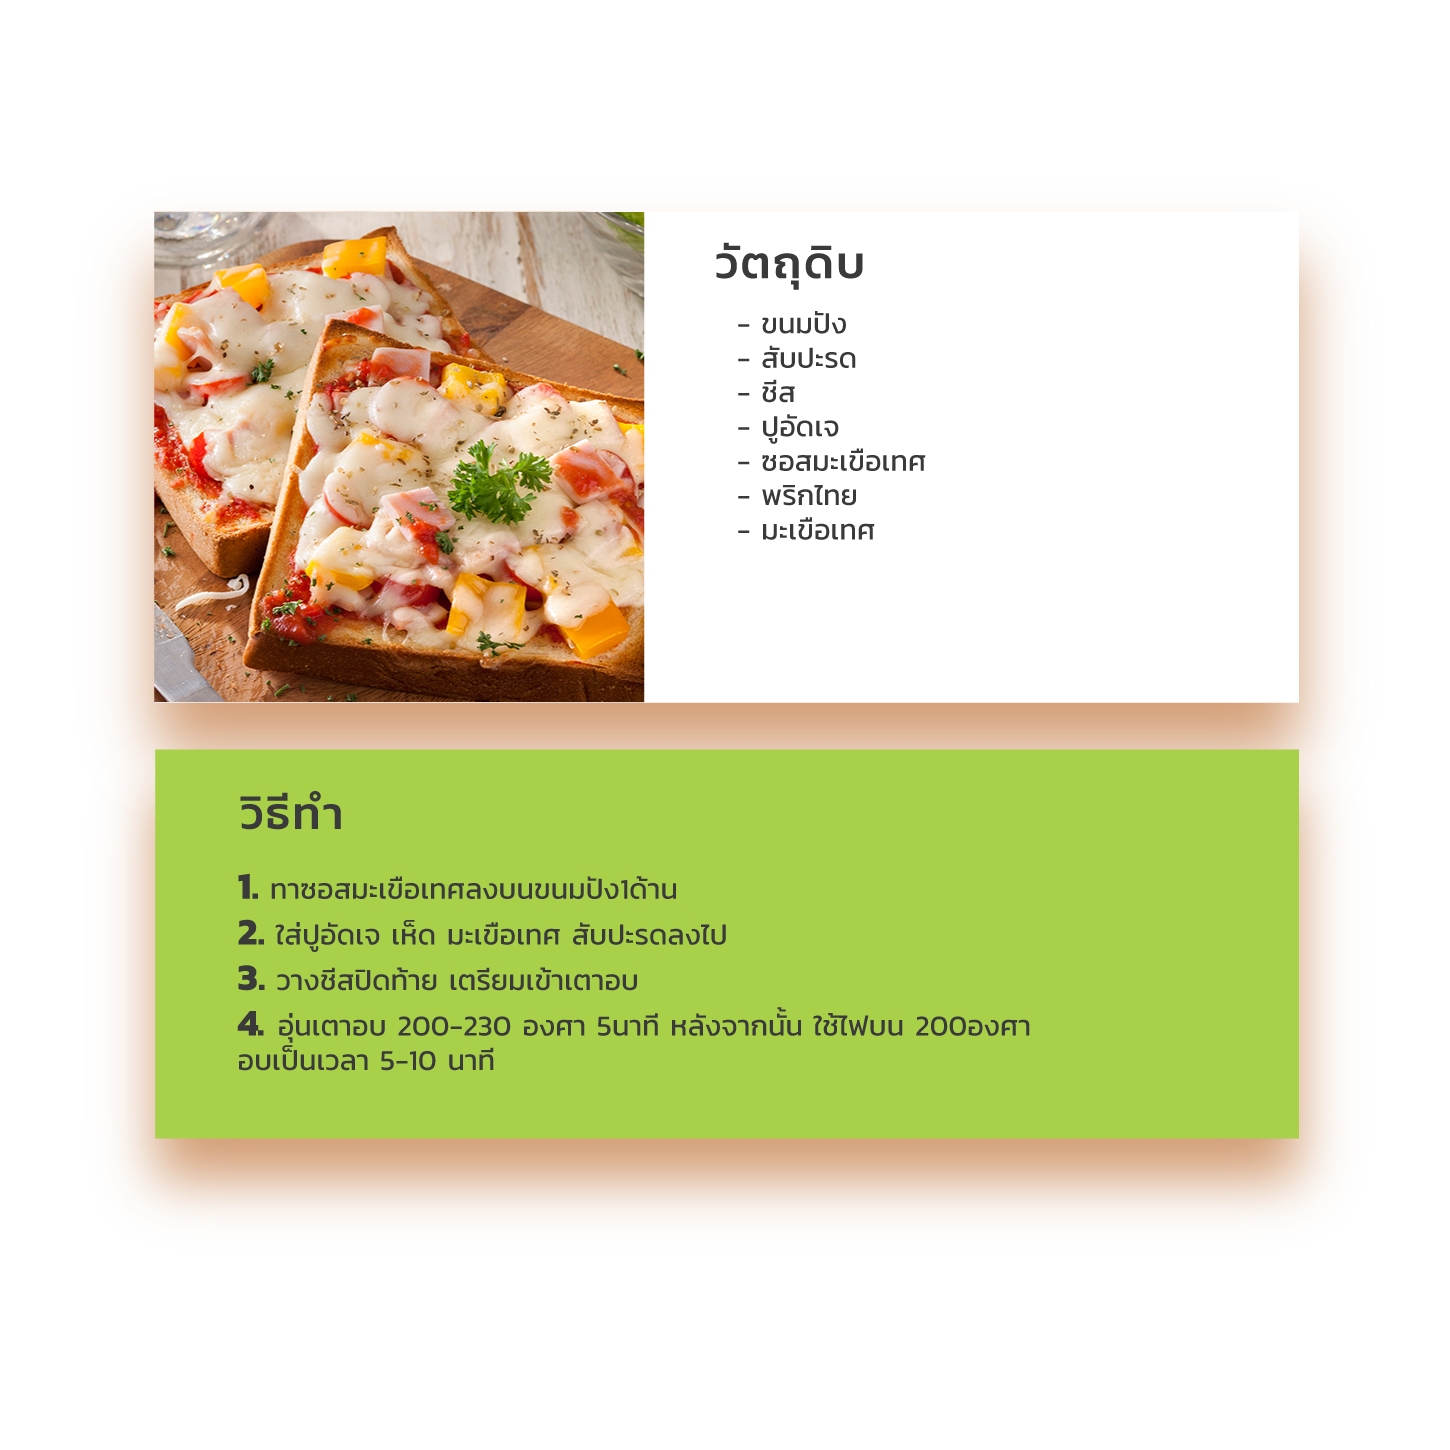 วัตถุดิบ
- ขนมปัง
- สับปะรด
- ชีส
- ปูอัดเจ
- ซอสมะเขือเทศ
- พริกไทย
- มะเขือเทศ
วิธีทำ
1. ทาซอสมะเขือเทศลงบนขนมปัง1ด้าน
2. ใส่ปูอัดเจ เห็ด มะเขือเทศ สับปะรดลงไป
3. วางชีสปิดท้าย เตรียมเข้าเตาอบ
4. อุ่นเตาอบ 200-230 องศา 5นาที หลังจากนั้น ใช้ไฟบน 200องศา
อบเป็นเวลา 5-10 นาที